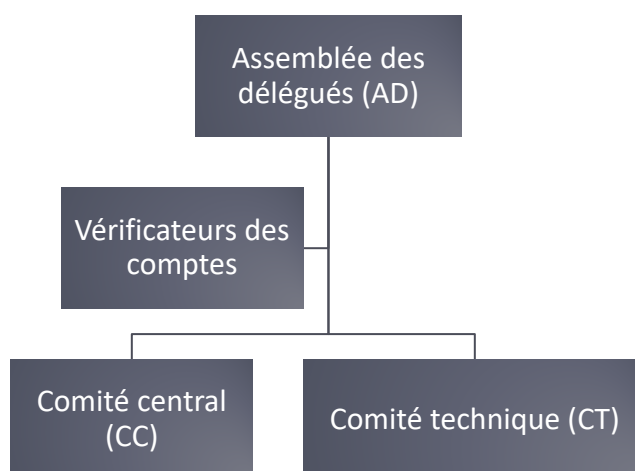 Assemblée des
délégués (AD)
Vérificateurs des
comptes
Comité central
(CC)
Comité technique (CT)